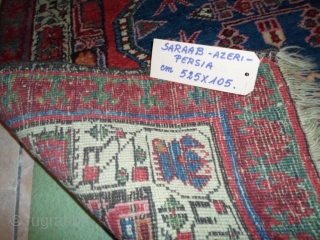 SARAAB-AZERI-
PERSIA
cm 525X105.